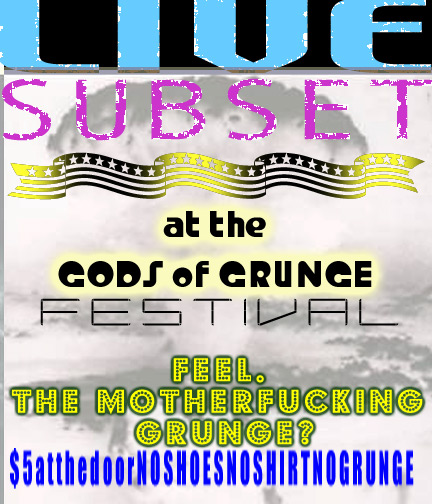 LIVE
SUBSET
at the
GODS of GRUNGE
FESTIVAL
FEEL.
THE MOTHERFUCKING
GRUNGE?
$5atthedoorNOSHOESNOSHIRTNOGRUNGE